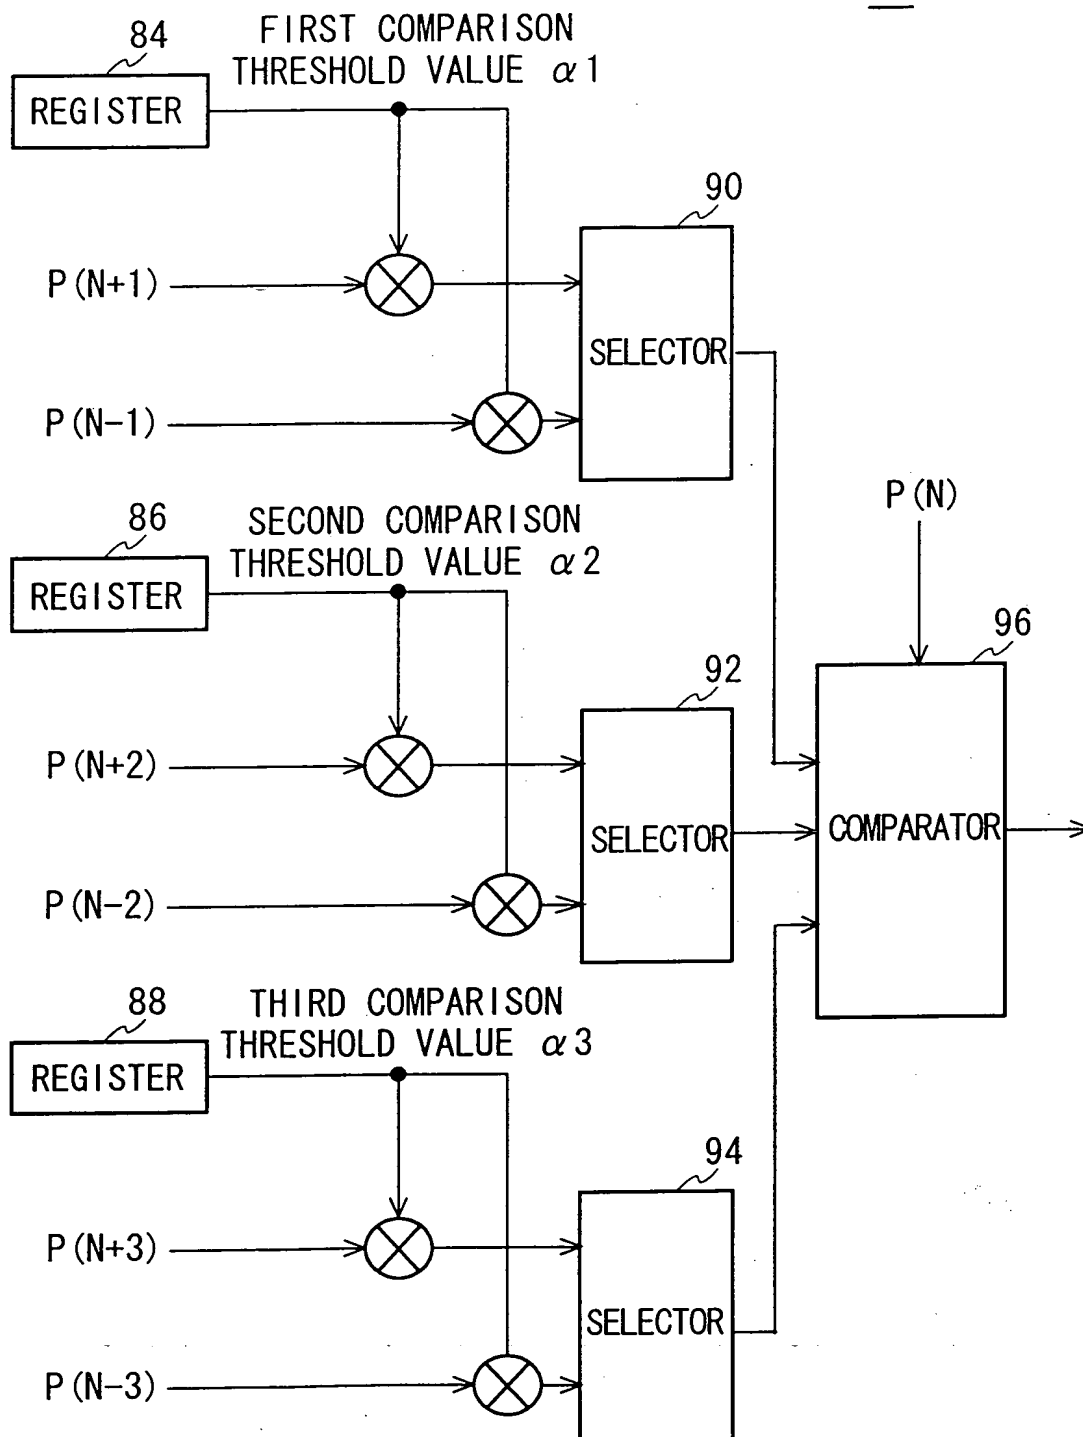 84
FIRST COMPARISON
THRESHOLD VALUE α1
REGISTER
90
P(N+1)
SELECTOR
P(N-1)
P(N)
86
SECOND COMPARISON
THRESHOLD VALUE α2
REGISTER
96
92
P(N+2)
COMPARATOR
SELECTOR
P(N-2)
88
THIRD COMPARISON
THRESHOLD VALUE α3
REGISTER
94
P(N+3)
SELECTOR
P(N-3)